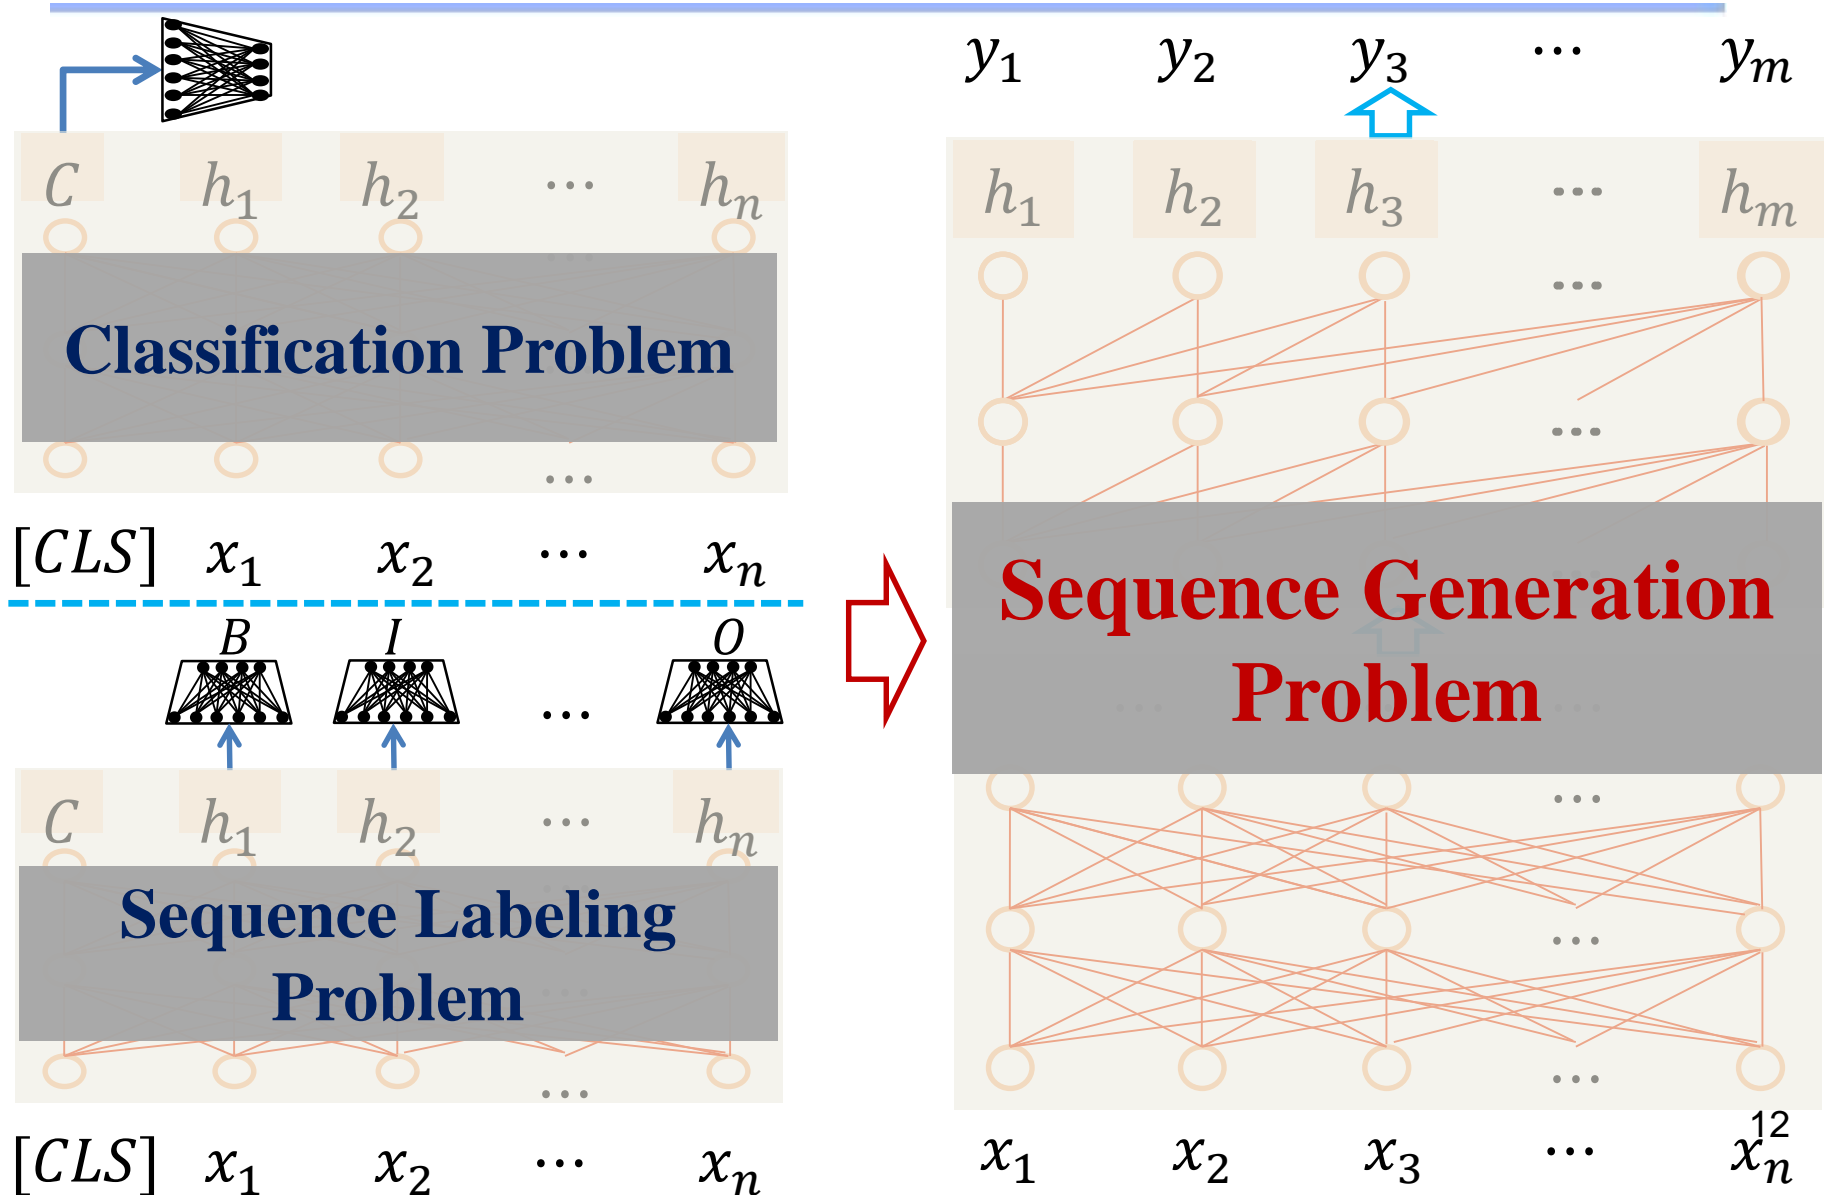 C h₁ h₂ ⋯ hₙ
Classification Problem
[CLS] x₁ x₂ ⋯ xₙ
B I O
...
C h₁ h₂ ⋯ hₙ
Sequence Labeling
Problem
...
[CLS] x₁ x₂ ⋯ xₙ
y₁ y₂ y₃ ⋯ yₘ
h₁ h₂ h₃ ... hₘ
...
...
Sequence Generation
Problem
...
...
...
12
x₁ x₂ x₃ ⋯ xₙ